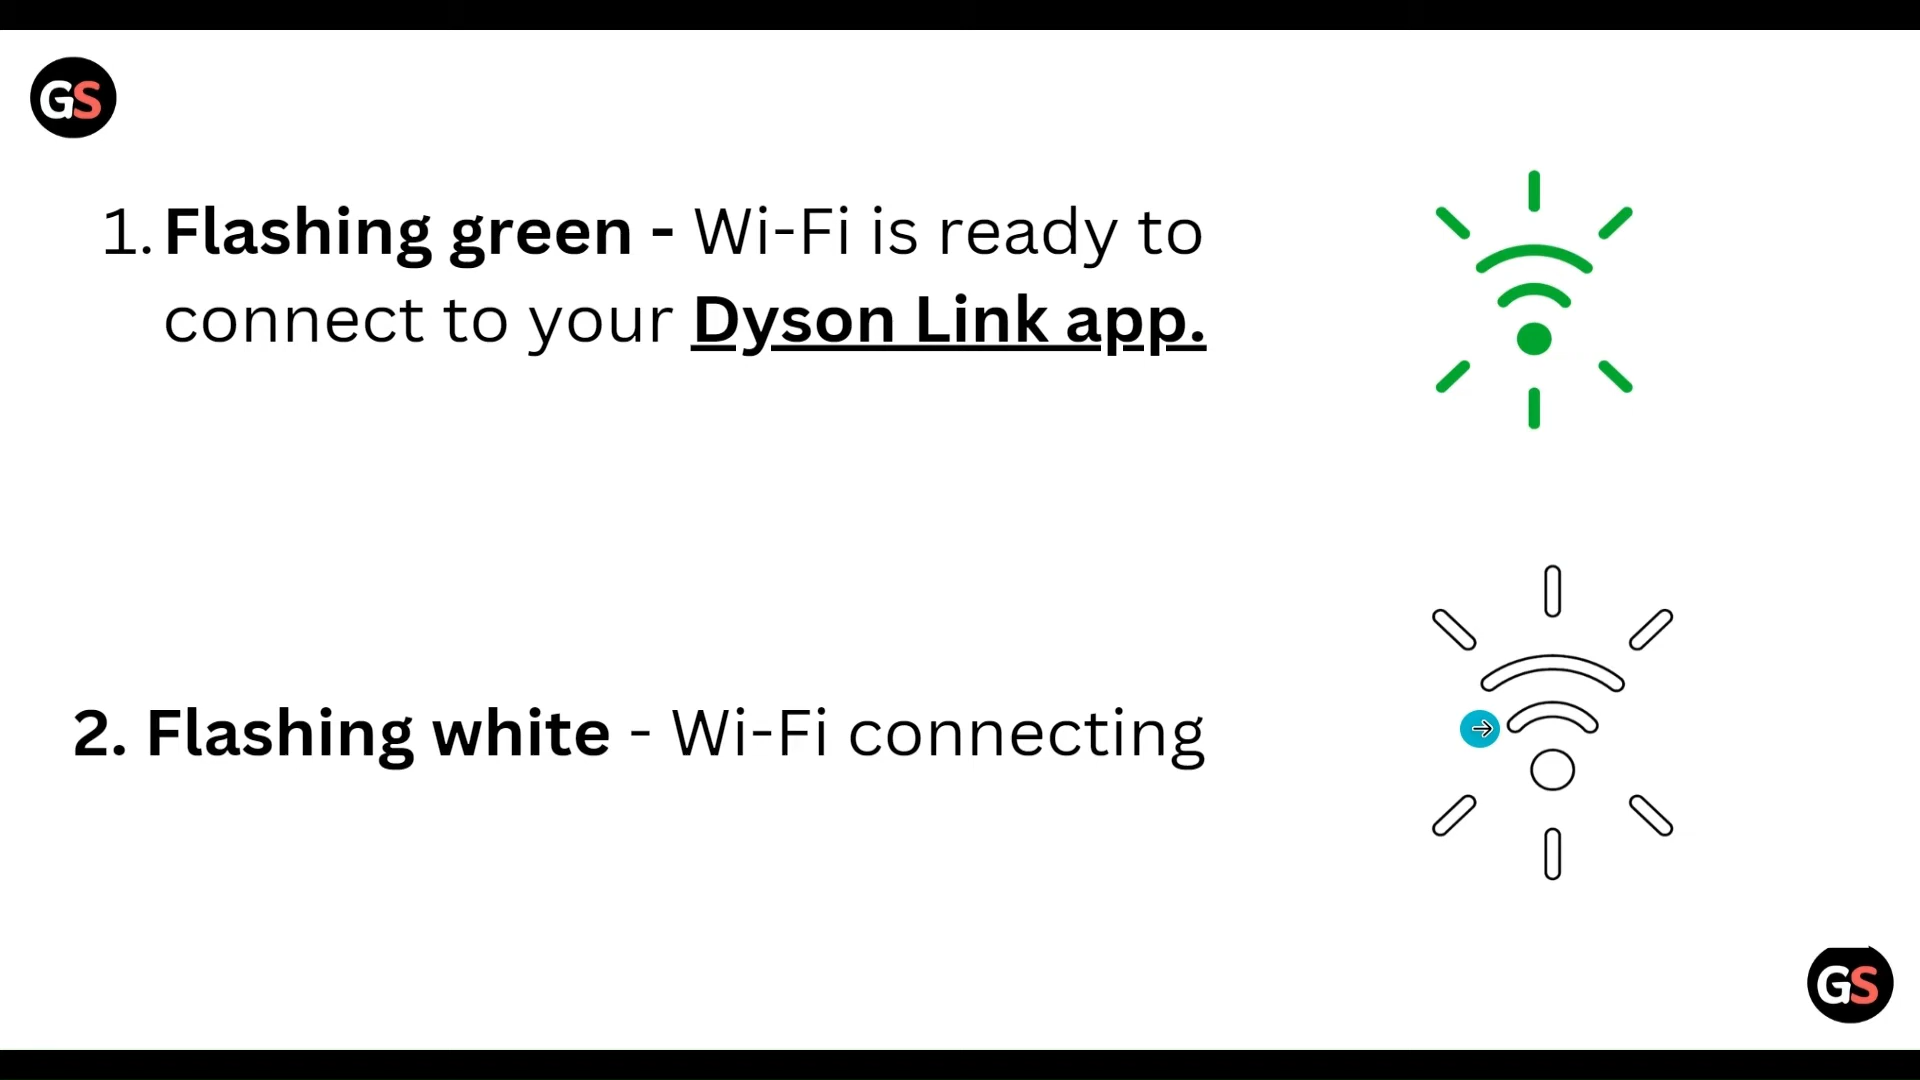 GS
1. Flashing green - Wi-Fi is ready to
connect to your Dyson Link app.
2. Flashing white - Wi-Fi connecting
GS